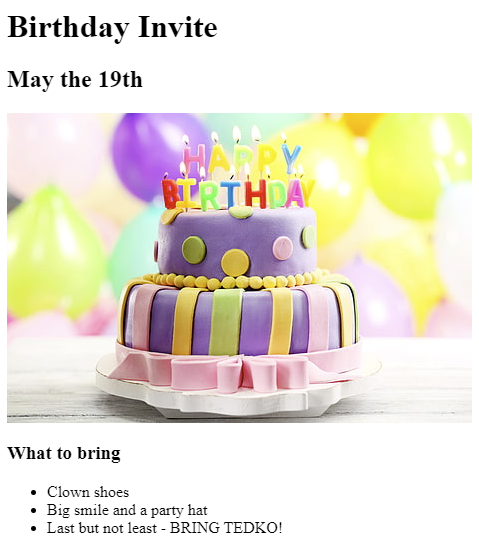 Birthday Invite
May the 19th
HAPPY
BIRTHDAY
What to bring
Clown shoes
Big smile and a party hat
Last but not least - BRING TEDKO!